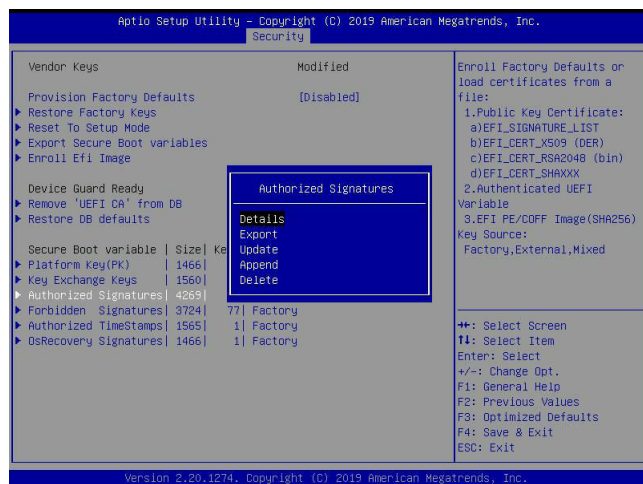 Aptio Setup Utility – Copyright (C) 2019 American Megatrends, Inc.
Security
Vendor Keys Modified
Provision Factory Defaults [Disabled]
Restore Factory Keys
Reset To Setup Mode
Export Secure Boot variables
Enroll Efi Image
Device Guard Ready
Remove 'UEFI CA' from DB
Restore DB defaults
Secure Boot variable | Size| Ke
Platform Key(PK) | 1466|
Key Exchange Keys | 1560|
Authorized Signatures| 4269|
Forbidden Signatures| 3724| 77| Factory
Authorized TimeStamps| 1565| 1| Factory
OsRecovery Signatures| 1466| 1| Factory
Authorized Signatures
Details
Export
Update
Append
Delete
Enroll Factory Defaults or
load certificates from a
file:
1.Public Key Certificate:
a)EFI_SIGNATURE_LIST
b)EFI_CERT_X509 (DER)
c)EFI_CERT_RSA2048 (bin)
d)EFI_CERT_SHAXXX
2.Authenticated UEFI
Variable
3.EFI PE/COFF Image(SHA256)
Key Source:
Factory,External,Mixed
→←: Select Screen
↑↓: Select Item
Enter: Select
+/-: Change Opt.
F1: General Help
F2: Previous Values
F3: Optimized Defaults
F4: Save & Exit
ESC: Exit
Version 2.20.1274. Copyright (C) 2019 American Megatrends, Inc.